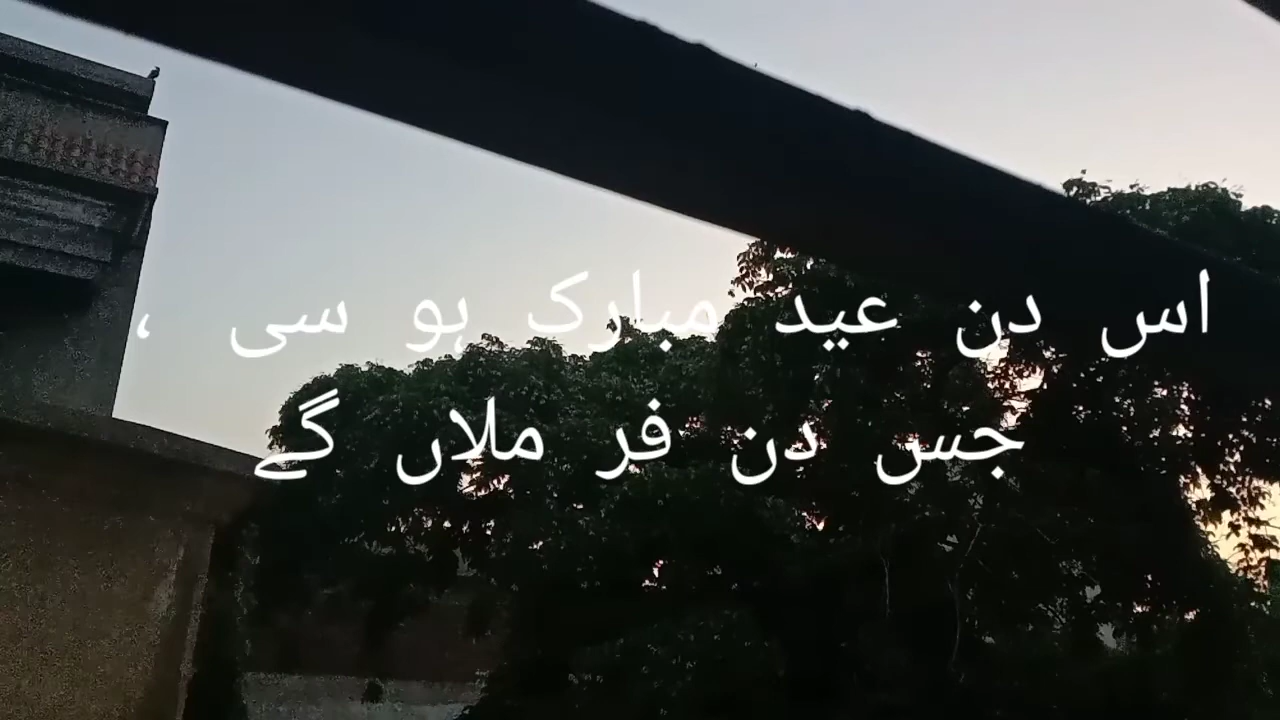 اس دن عید مبارک ہو سی ،
جس دن فر ملاں گے